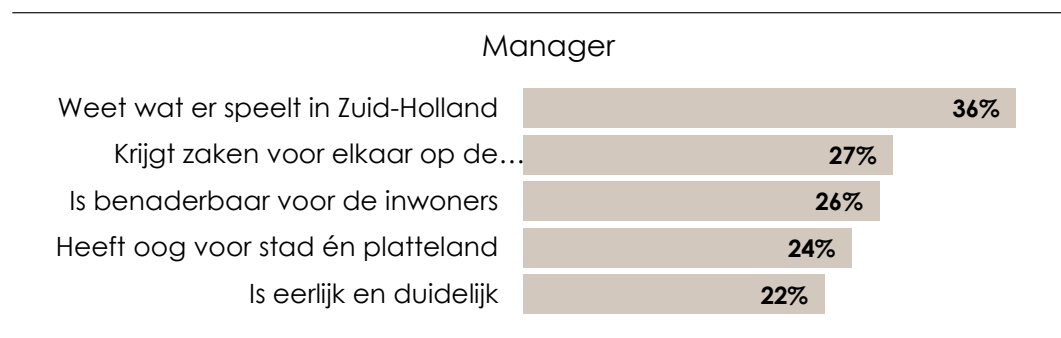 Manager
Weet wat er speelt in Zuid-Holland 36%
Krijgt zaken voor elkaar op de… 27%
Is benaderbaar voor de inwoners 26%
Heeft oog voor stad én platteland 24%
Is eerlijk en duidelijk 22%